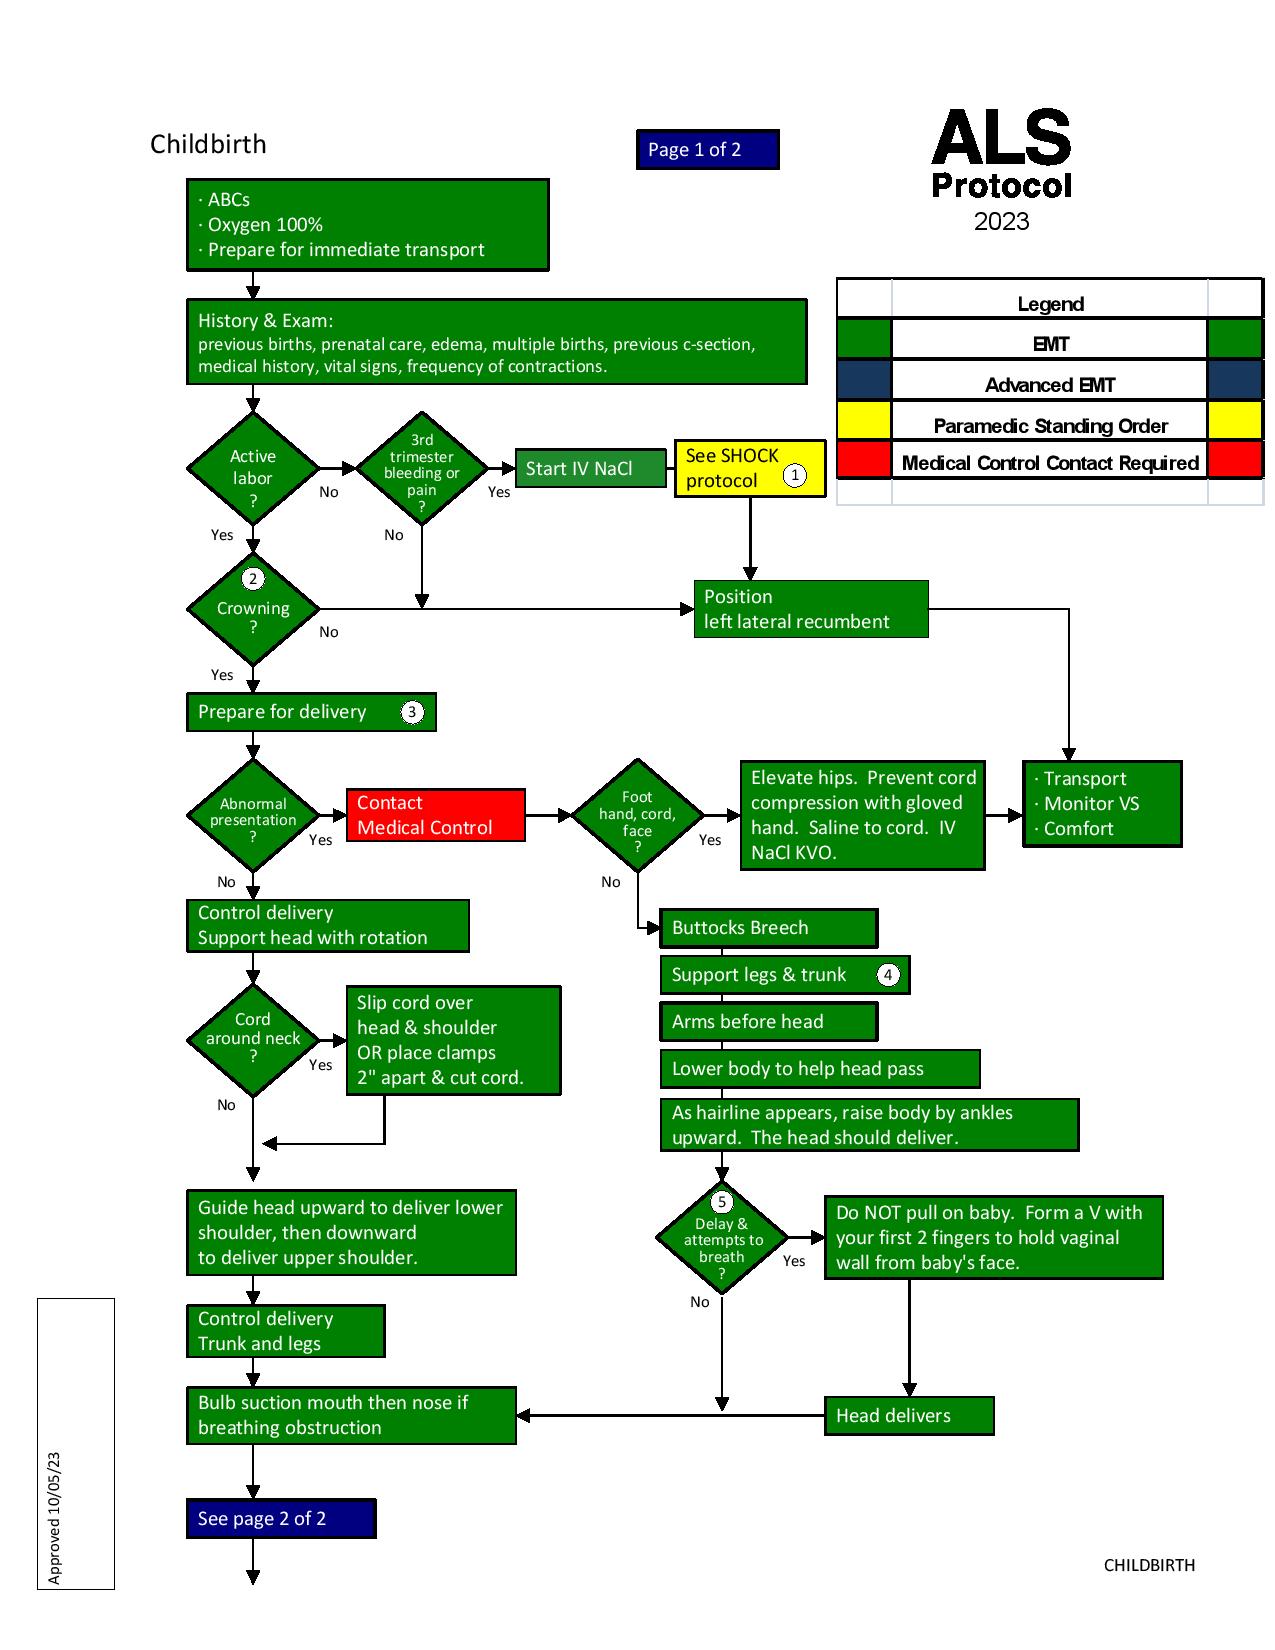 Childbirth
Page 1 of 2
ALS
Protocol
2023
· ABCs
· Oxygen 100%
· Prepare for immediate transport
History & Exam:
previous births, prenatal care, edema, multiple births, previous c-section,
medical history, vital signs, frequency of contractions.
Legend
EMT
Advanced EMT
Paramedic Standing Order
Medical Control Contact Required
Active
labor
?
No
Yes
3rd
trimester
bleeding or
pain
?
Yes
No
Start IV NaCl
See SHOCK
protocol 1
2
Crowning
?
No
Yes
Position
left lateral recumbent
Prepare for delivery 3
Abnormal
presentation
?
Yes
No
Contact
Medical Control
Foot
hand, cord,
face
?
Yes
No
Elevate hips. Prevent cord
compression with gloved
hand. Saline to cord. IV
NaCl KVO.
· Transport
· Monitor VS
· Comfort
Control delivery
Support head with rotation
Buttocks Breech
Support legs & trunk 4
Arms before head
Lower body to help head pass
As hairline appears, raise body by ankles
upward. The head should deliver.
Cord
around neck
?
Yes
No
Slip cord over
head & shoulder
OR place clamps
2" apart & cut cord.
Guide head upward to deliver lower
shoulder, then downward
to deliver upper shoulder.
5
Delay &
attempts to
breath
?
Yes
No
Do NOT pull on baby. Form a V with
your first 2 fingers to hold vaginal
wall from baby's face.
Control delivery
Trunk and legs
Bulb suction mouth then nose if
breathing obstruction
Head delivers
See page 2 of 2
Approved 10/05/23
CHILDBIRTH